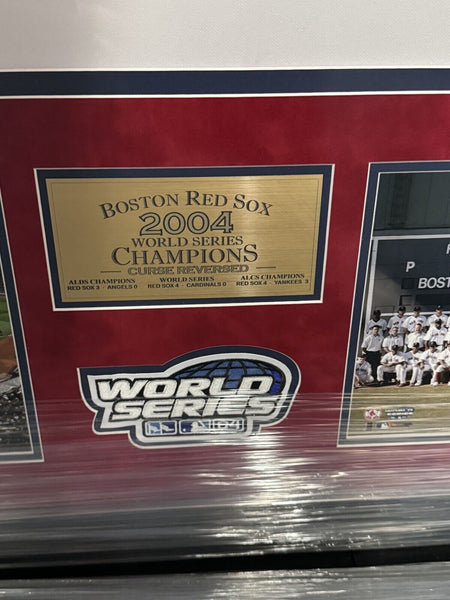 BOSTON RED SOX
2004
WORLD SERIES
CHAMPIONS
CURSE REVERSED
ALDS CHAMPIONS
RED SOX 3 - ANGELS 0
WORLD SERIES
RED SOX 4 - CARDINALS 0
ALCS CHAMPIONS
RED SOX 4 - YANKEES 3
WORLD
SERIES
P
BOST